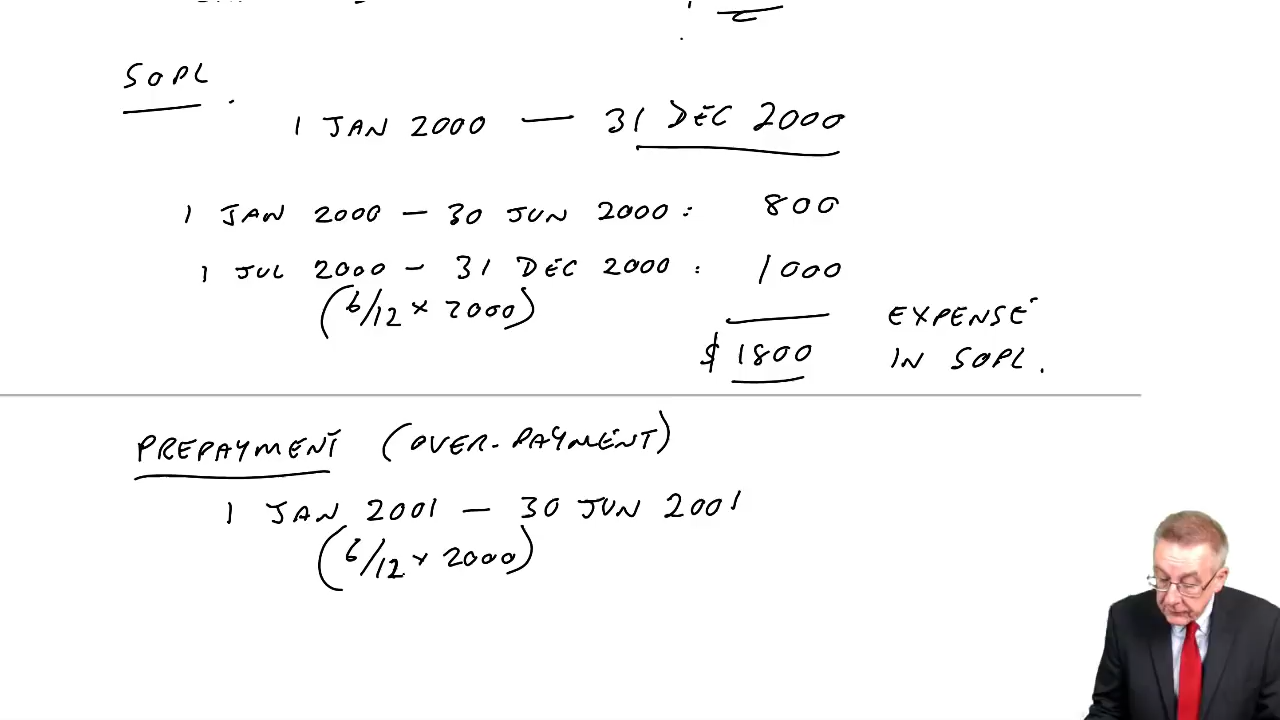 SOPL
1 JAN 2000 — 31 DEC 2000
1 JAN 2000 — 30 JUN 2000: 800
1 JUL 2000 — 31 DEC 2000: 1000
(6/12 × 2000)
EXPENSE
$ 1800 IN SOPL.
PREPAYMENT (OVER-PAYMENT)
1 JAN 2001 — 30 JUN 2001
(6/12 × 2000)